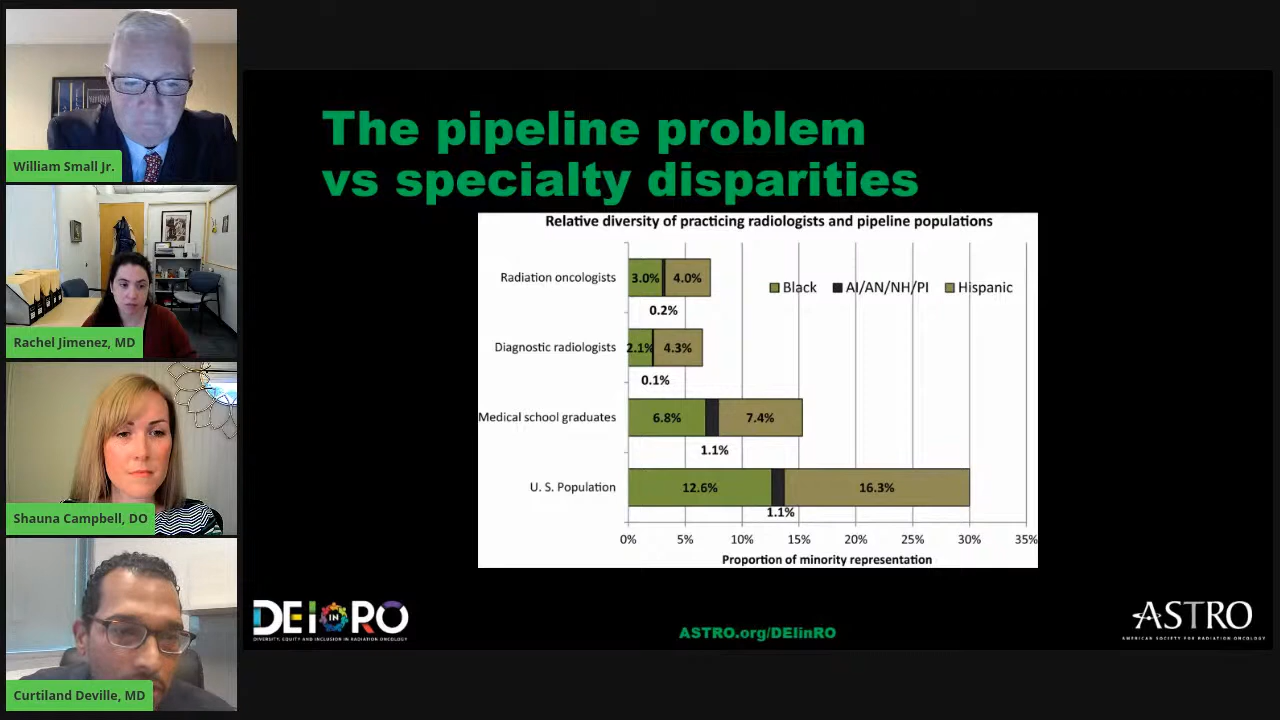 William Small Jr.
Rachel Jimenez, MD
Shauna Campbell, DO
Curtiland Deville, MD
The pipeline problem
vs specialty disparities
Relative diversity of practicing radiologists and pipeline populations
Radiation oncologists
3.0%
4.0%
0.2%
Black
AI/AN/NH/PI
Hispanic
Diagnostic radiologists
2.1%
4.3%
0.1%
Medical school graduates
6.8%
7.4%
1.1%
U. S. Population
12.6%
16.3%
1.1%
0% 5% 10% 15% 20% 25% 30% 35%
Proportion of minority representation
DEI IN RO
DIVERSITY, EQUITY AND INCLUSION IN RADIATION ONCOLOGY
ASTRO.org/DEIinRO
ASTRO
AMERICAN SOCIETY FOR RADIATION ONCOLOGY